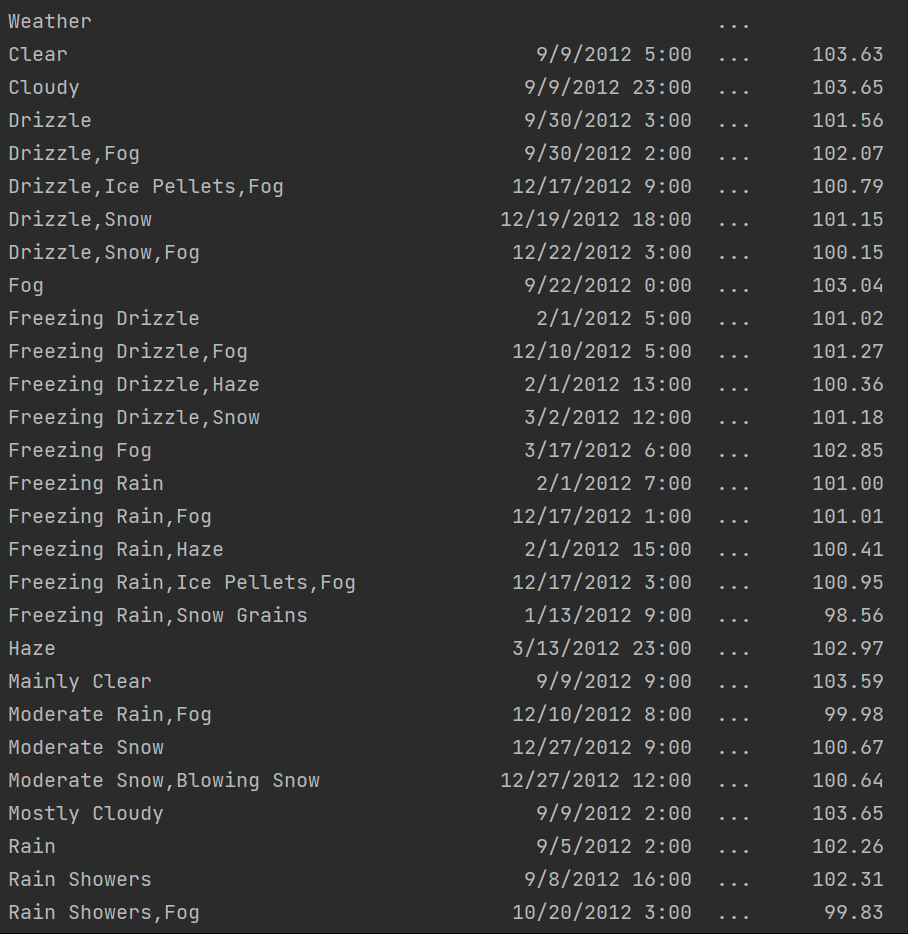 Weather ...
Clear 9/9/2012 5:00 ... 103.63
Cloudy 9/9/2012 23:00 ... 103.65
Drizzle 9/30/2012 3:00 ... 101.56
Drizzle,Fog 9/30/2012 2:00 ... 102.07
Drizzle,Ice Pellets,Fog 12/17/2012 9:00 ... 100.79
Drizzle,Snow 12/19/2012 18:00 ... 101.15
Drizzle,Snow,Fog 12/22/2012 3:00 ... 100.15
Fog 9/22/2012 0:00 ... 103.04
Freezing Drizzle 2/1/2012 5:00 ... 101.02
Freezing Drizzle,Fog 12/10/2012 5:00 ... 101.27
Freezing Drizzle,Haze 2/1/2012 13:00 ... 100.36
Freezing Drizzle,Snow 3/2/2012 12:00 ... 101.18
Freezing Fog 3/17/2012 6:00 ... 102.85
Freezing Rain 2/1/2012 7:00 ... 101.00
Freezing Rain,Fog 12/17/2012 1:00 ... 101.01
Freezing Rain,Haze 2/1/2012 15:00 ... 100.41
Freezing Rain,Ice Pellets,Fog 12/17/2012 3:00 ... 100.95
Freezing Rain,Snow Grains 1/13/2012 9:00 ... 98.56
Haze 3/13/2012 23:00 ... 102.97
Mainly Clear 9/9/2012 9:00 ... 103.59
Moderate Rain,Fog 12/10/2012 8:00 ... 99.98
Moderate Snow 12/27/2012 9:00 ... 100.67
Moderate Snow,Blowing Snow 12/27/2012 12:00 ... 100.64
Mostly Cloudy 9/9/2012 2:00 ... 103.65
Rain 9/5/2012 2:00 ... 102.26
Rain Showers 9/8/2012 16:00 ... 102.31
Rain Showers,Fog 10/20/2012 3:00 ... 99.83